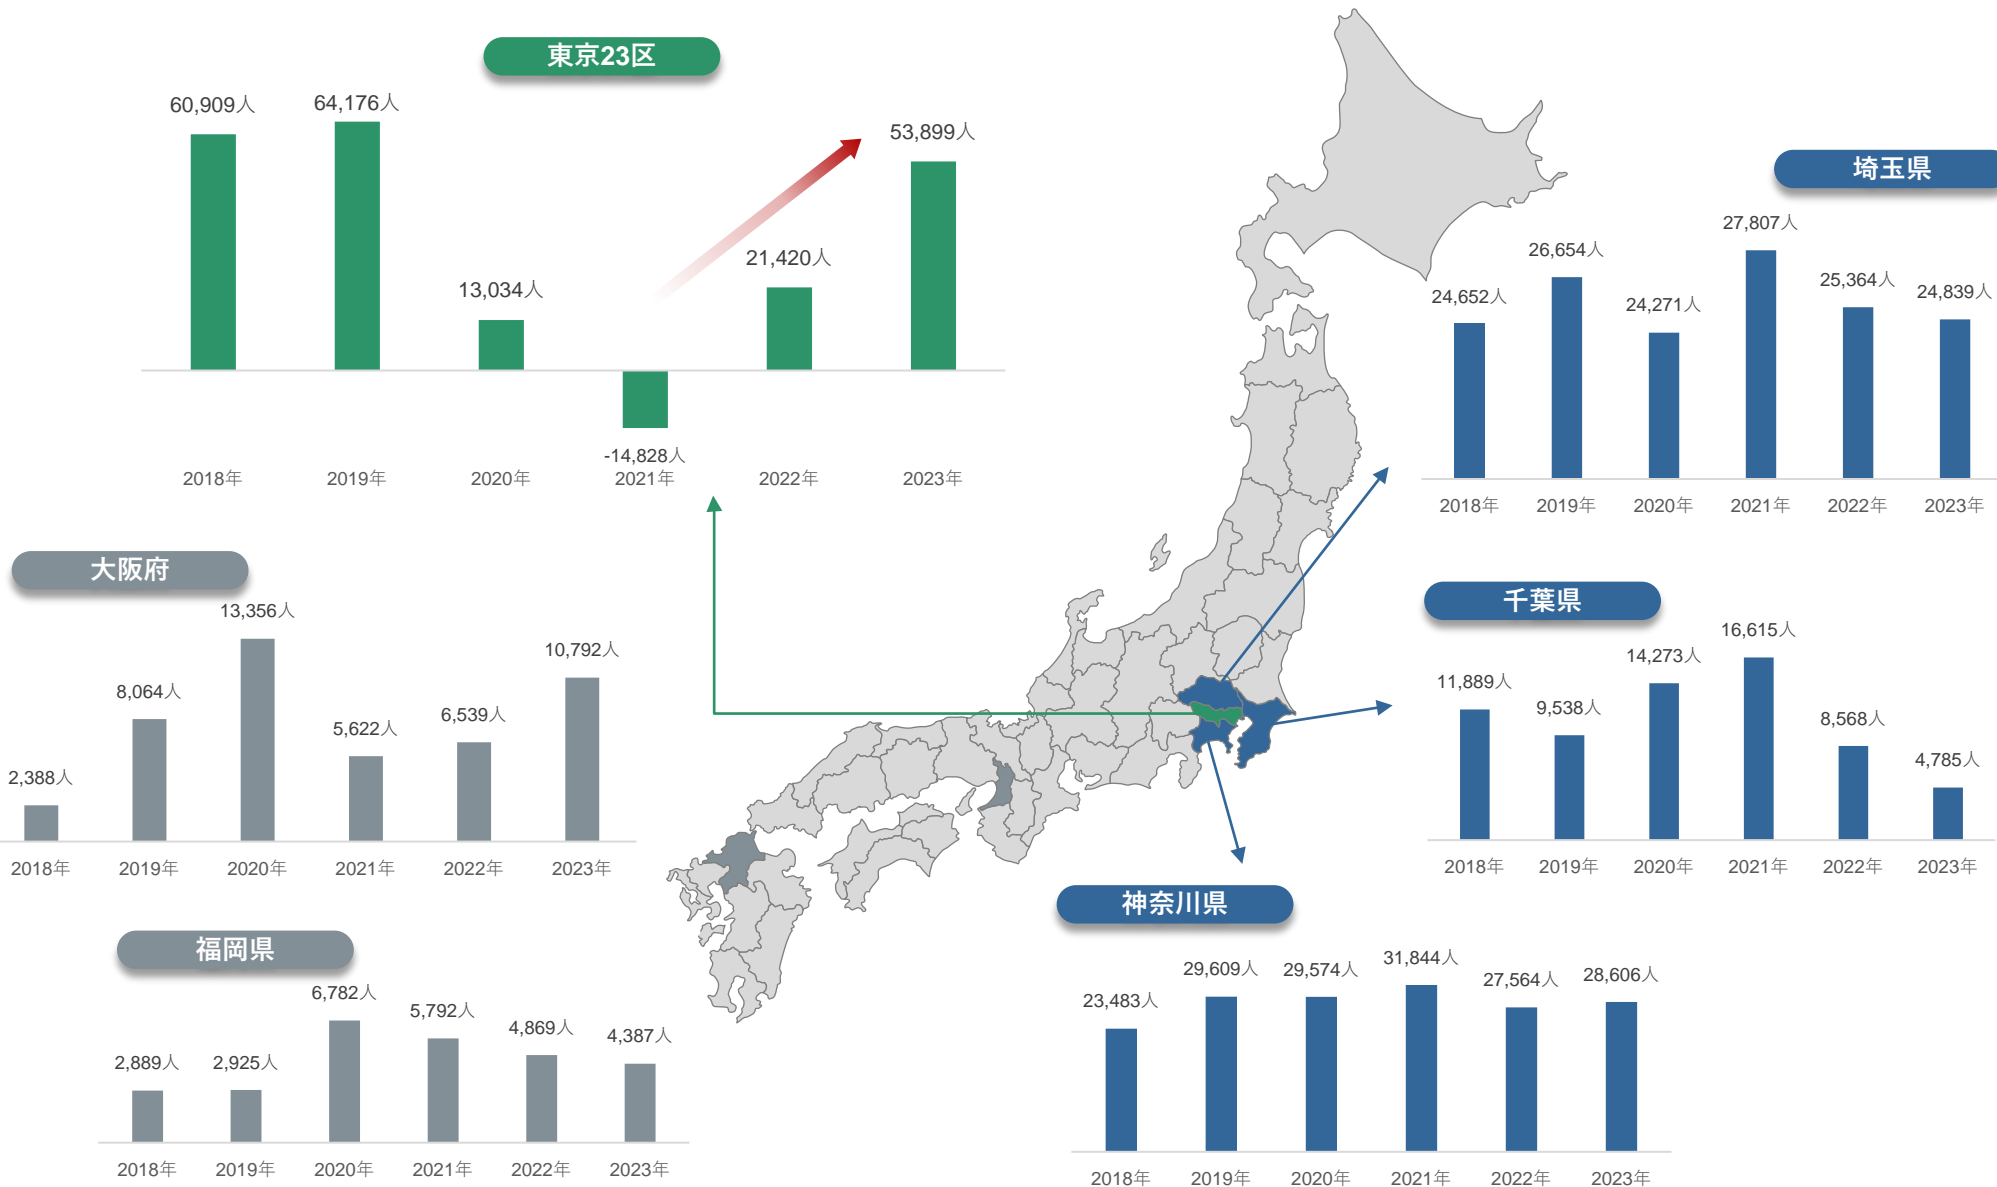 東京23区
60,909人
64,176人
13,034人
-14,828人
21,420人
53,899人
2018年
2019年
2020年
2021年
2022年
2023年
埼玉県
24,652人
26,654人
24,271人
27,807人
25,364人
24,839人
2018年
2019年
2020年
2021年
2022年
2023年
大阪府
2,388人
8,064人
13,356人
5,622人
6,539人
10,792人
2018年
2019年
2020年
2021年
2022年
2023年
千葉県
11,889人
9,538人
14,273人
16,615人
8,568人
4,785人
2018年
2019年
2020年
2021年
2022年
2023年
福岡県
2,889人
2,925人
6,782人
5,792人
4,869人
4,387人
2018年
2019年
2020年
2021年
2022年
2023年
神奈川県
23,483人
29,609人
29,574人
31,844人
27,564人
28,606人
2018年
2019年
2020年
2021年
2022年
2023年